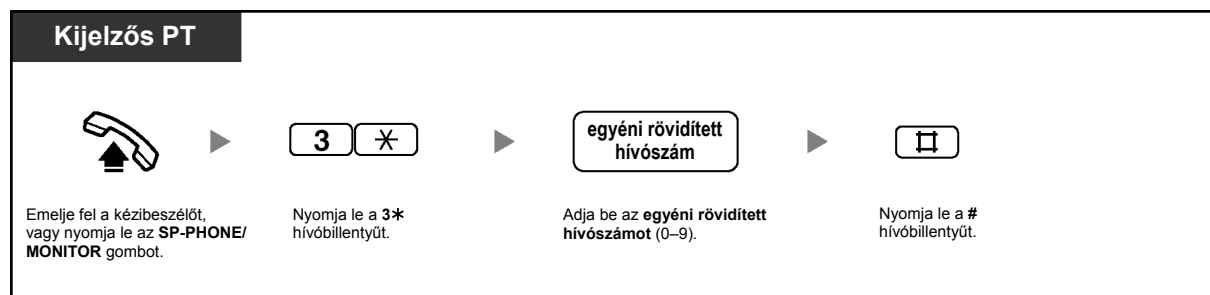 Kijelzős PT
3 ✳
egyéni rövidített
hívószám
#
Emelje fel a kézibeszélőt,
vagy nyomja le az SP-PHONE/
MONITOR gombot.
Nyomja le a 3✳
hívóbillentyűt.
Adja be az egyéni rövidített
hívószámot (0–9).
Nyomja le a #
hívóbillentyűt.